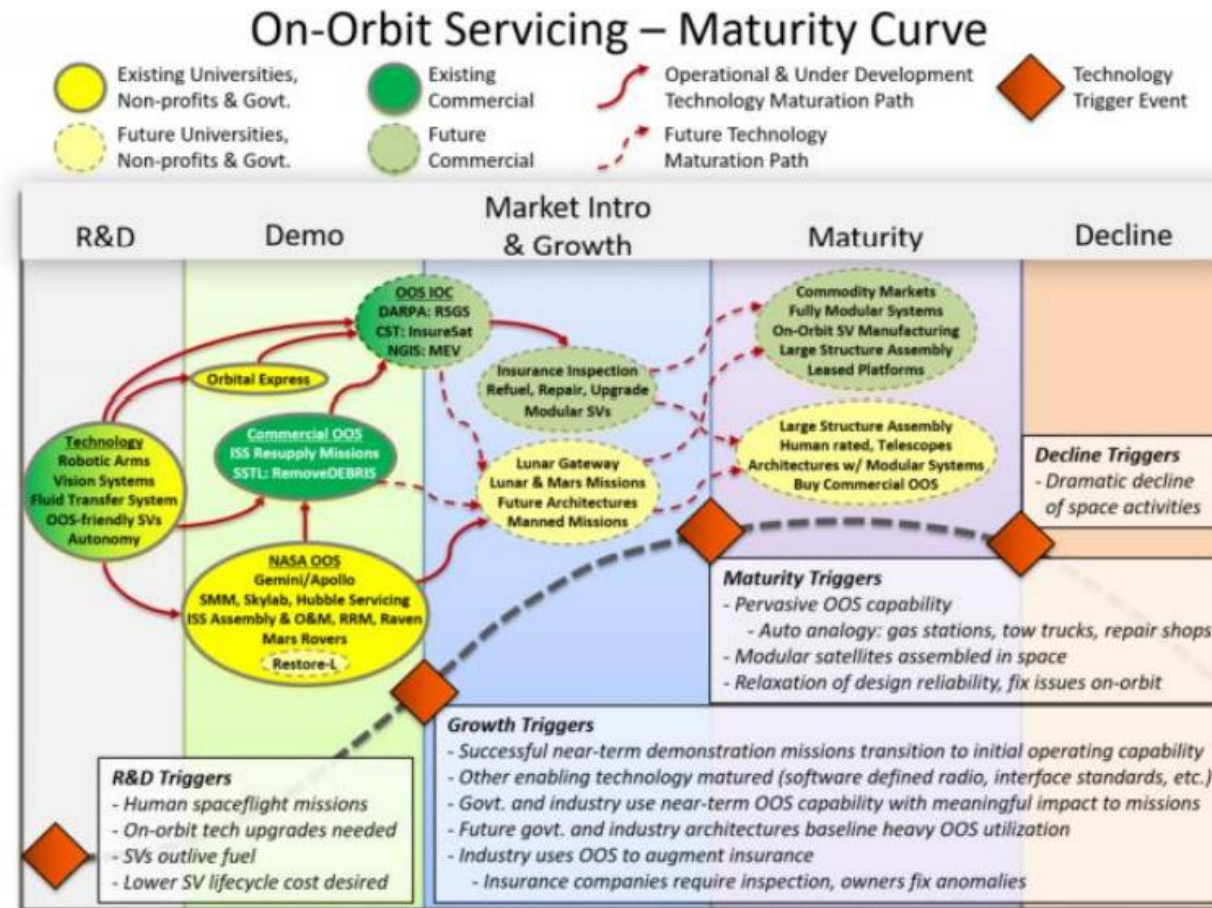 On-Orbit Servicing – Maturity Curve
Existing Universities,
Non-profits & Govt.
Existing
Commercial
Operational & Under Development
Technology Maturation Path
Technology
Trigger Event
Future Universities,
Non-profits & Govt.
Future
Commercial
Future Technology
Maturation Path
R&D
Demo
Market Intro
& Growth
Maturity
Decline
OOS IOC
DARPA: RSGS
CST: InsureSat
NGIS: MEV
Orbital Express
Technology
Robotic Arms
Vision Systems
Fluid Transfer System
OOS-friendly SVs
Autonomy
Commercial OOS
ISS Resupply Missions
SSTL: RemoveDEBRIS
NASA OOS
Gemini/Apollo
SMM, Skylab, Hubble Servicing
ISS Assembly & O&M, RRM, Raven
Mars Rovers
Restore-L
Insurance Inspection
Refuel, Repair, Upgrade
Modular SVs
Lunar Gateway
Lunar & Mars Missions
Future Architectures
Manned Missions
Commodity Markets
Fully Modular Systems
On-Orbit SV Manufacturing
Large Structure Assembly
Leased Platforms
Large Structure Assembly
Human rated, Telescopes
Architectures w/ Modular Systems
Buy Commercial OOS
Decline Triggers
- Dramatic decline
of space activities
Maturity Triggers
- Pervasive OOS capability
- Auto analogy: gas stations, tow trucks, repair shops
- Modular satellites assembled in space
- Relaxation of design reliability, fix issues on-orbit
Growth Triggers
- Successful near-term demonstration missions transition to initial operating capability
- Other enabling technology matured (software defined radio, interface standards, etc.)
- Govt. and industry use near-term OOS capability with meaningful impact to missions
- Future govt. and industry architectures baseline heavy OOS utilization
- Industry uses OOS to augment insurance
- Insurance companies require inspection, owners fix anomalies
R&D Triggers
- Human spaceflight missions
- On-orbit tech upgrades needed
- SVs outlive fuel
- Lower SV lifecycle cost desired